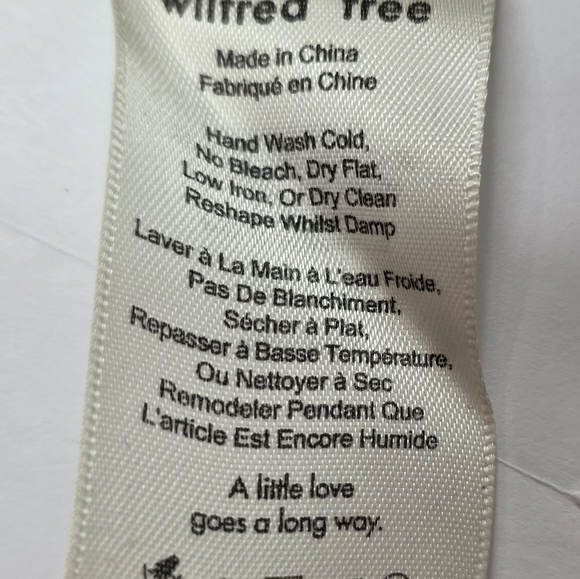 wilfred free
Made in China
Fabriqué en Chine
Hand Wash Cold,
No Bleach, Dry Flat,
Low Iron, Or Dry Clean
Reshape Whilst Damp
Laver à La Main à L'eau Froide,
Pas De Blanchiment,
Sécher à Plat,
Repasser à Basse Température,
Ou Nettoyer à Sec
Remodeler Pendant Que
L'article Est Encore Humide
A little love
goes a long way.